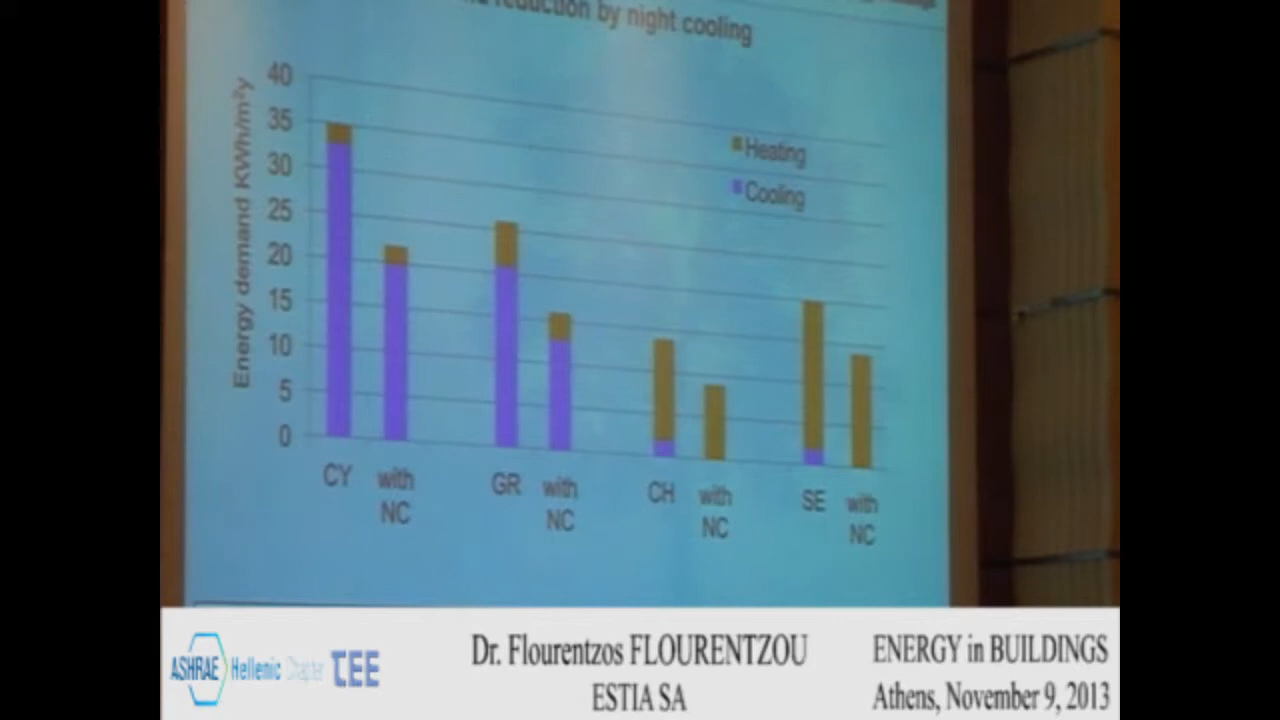 reduction by night cooling
Energy demand KWh/m²y
40
35
30
25
20
15
10
5
0
Heating
Cooling
CY
with
NC
GR
with
NC
CH
with
NC
SE
with
NC
ASHRAE Hellenic Chapter TEE
Dr. Flourentzos FLOURENTZOU
ESTIA SA
ENERGY in BUILDINGS
Athens, November 9, 2013